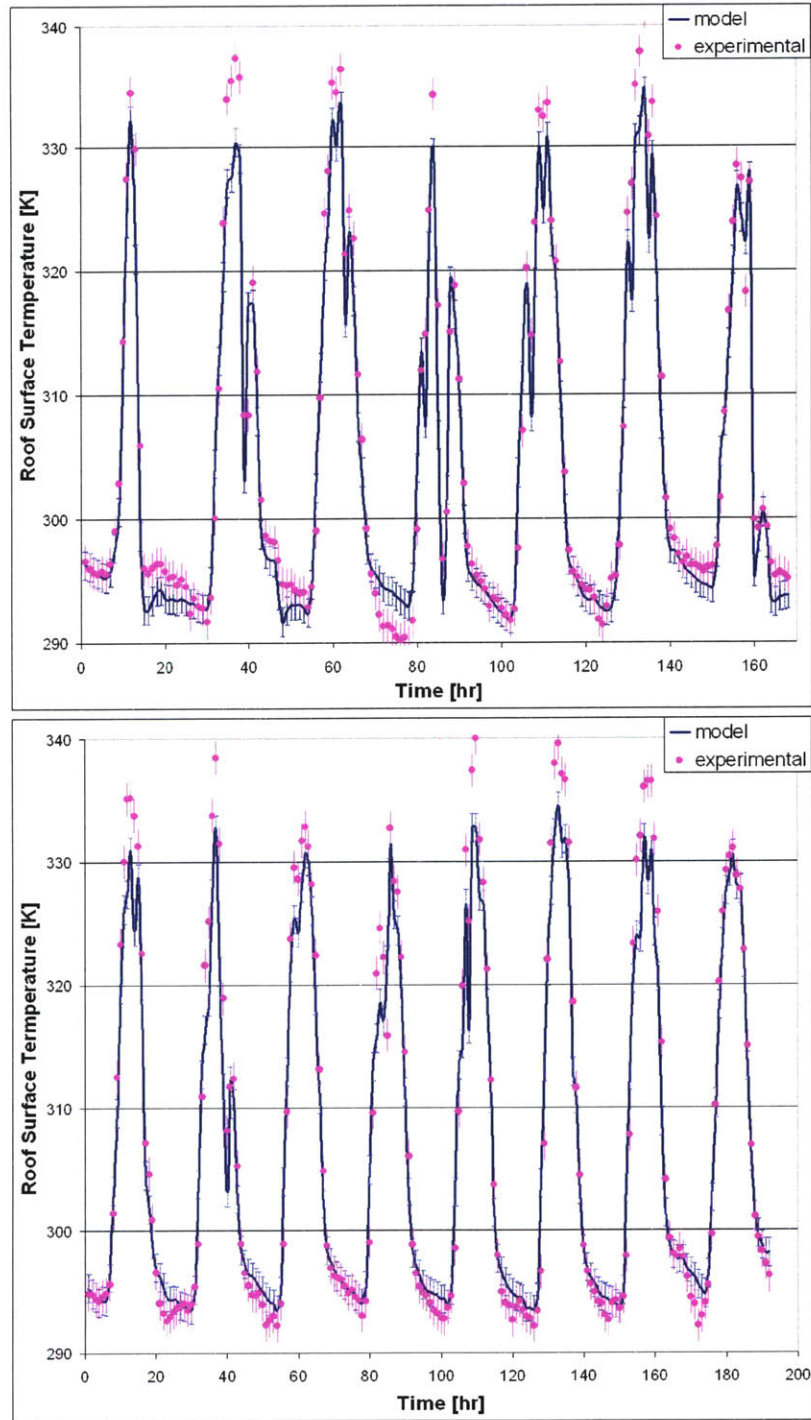 model
experimental
340
330
320
310
300
290
Roof Surface Termperature [K]
0 20 40 60 80 100 120 140 160
Time [hr]
model
experimental
340
330
320
310
300
290
Roof Surface Termperature [K]
0 20 40 60 80 100 120 140 160 180 200
Time [hr]